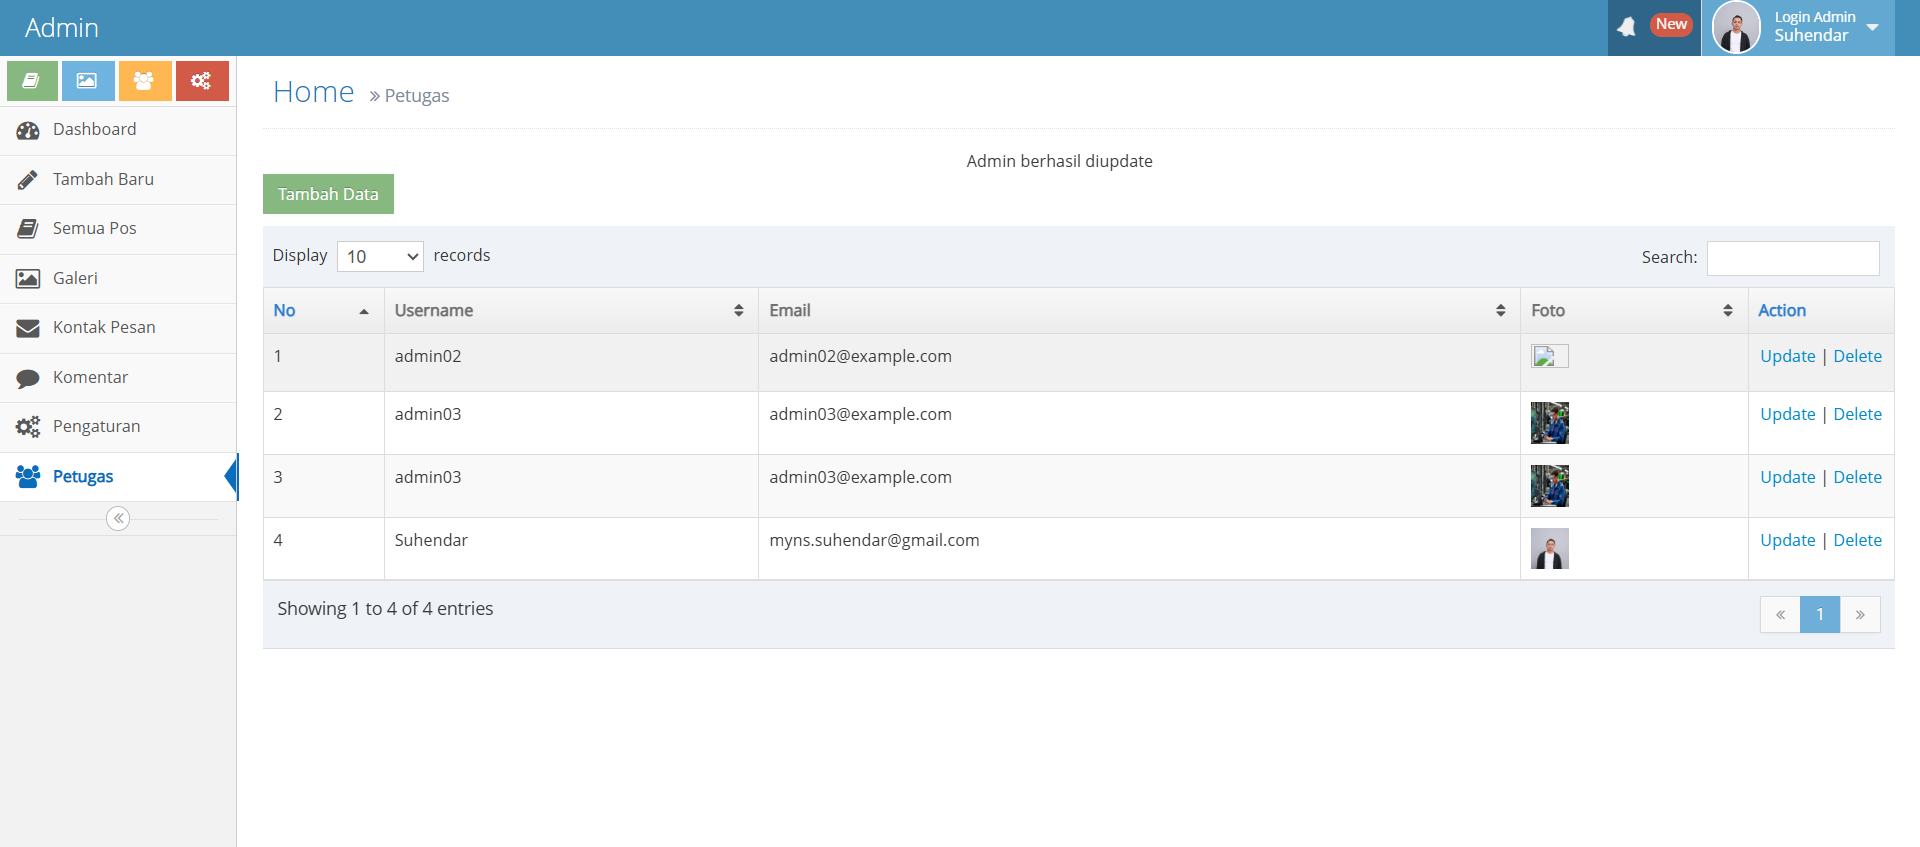 Admin
New
Login Admin
Suhendar
Dashboard
Tambah Baru
Semua Pos
Galeri
Kontak Pesan
Komentar
Pengaturan
Petugas
Home » Petugas
Admin berhasil diupdate
Tambah Data
Display 10 records
Search:
No Username Email Foto Action
1 admin02 admin02@example.com Update | Delete
2 admin03 admin03@example.com Update | Delete
3 admin03 admin03@example.com Update | Delete
4 Suhendar myns.suhendar@gmail.com Update | Delete
Showing 1 to 4 of 4 entries
« 1 »